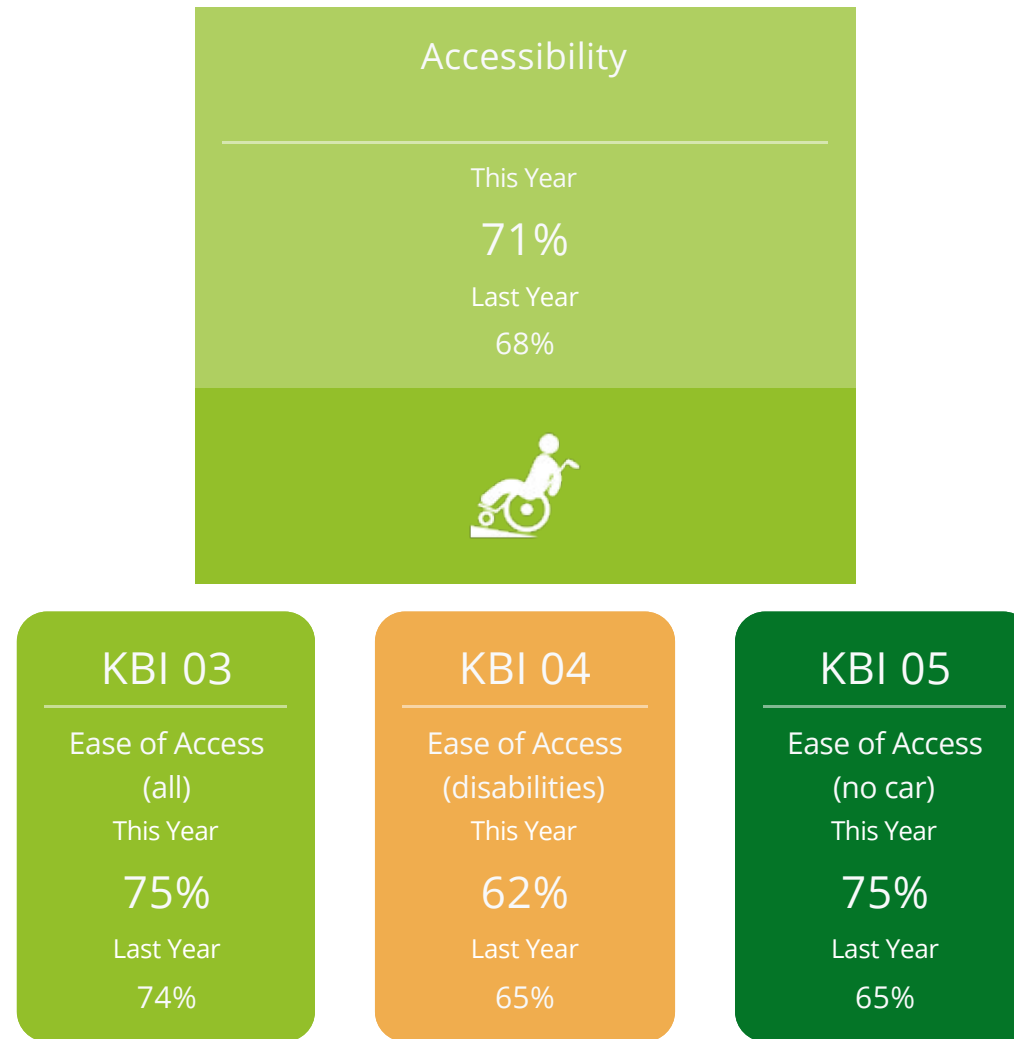 Accessibility
This Year
71%
Last Year
68%
KBI 03
Ease of Access
(all)
This Year
75%
Last Year
74%
KBI 04
Ease of Access
(disabilities)
This Year
62%
Last Year
65%
KBI 05
Ease of Access
(no car)
This Year
75%
Last Year
65%